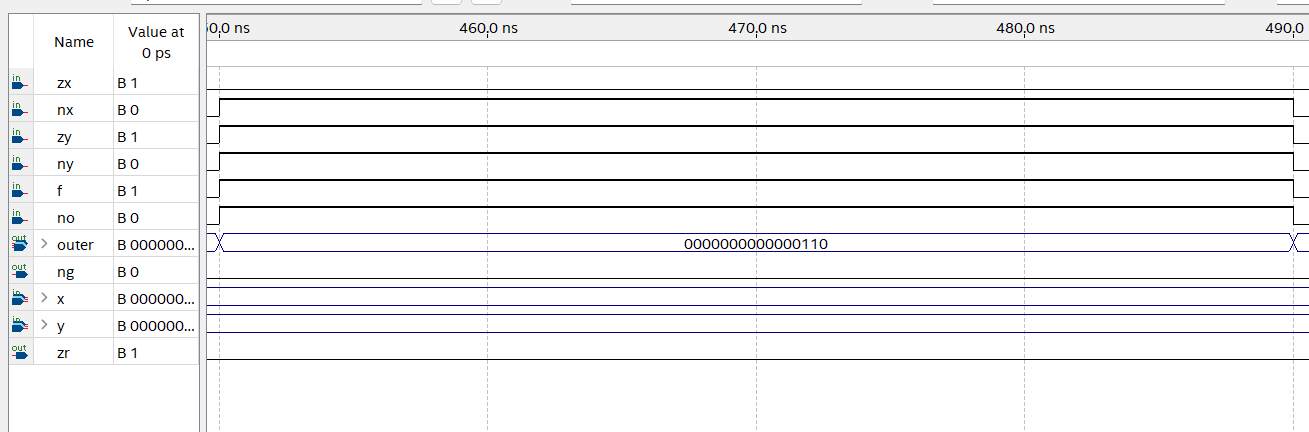 0.0 ns 460.0 ns 470.0 ns 480.0 ns 490.0
Name Value at 0 ps
in zx B 1
in nx B 0
in zy B 1
in ny B 0
in f B 1
in no B 0
out > outer B 000000... 0000000000000110
out ng B 0
in > x B 000000...
in > y B 000000...
out zr B 1